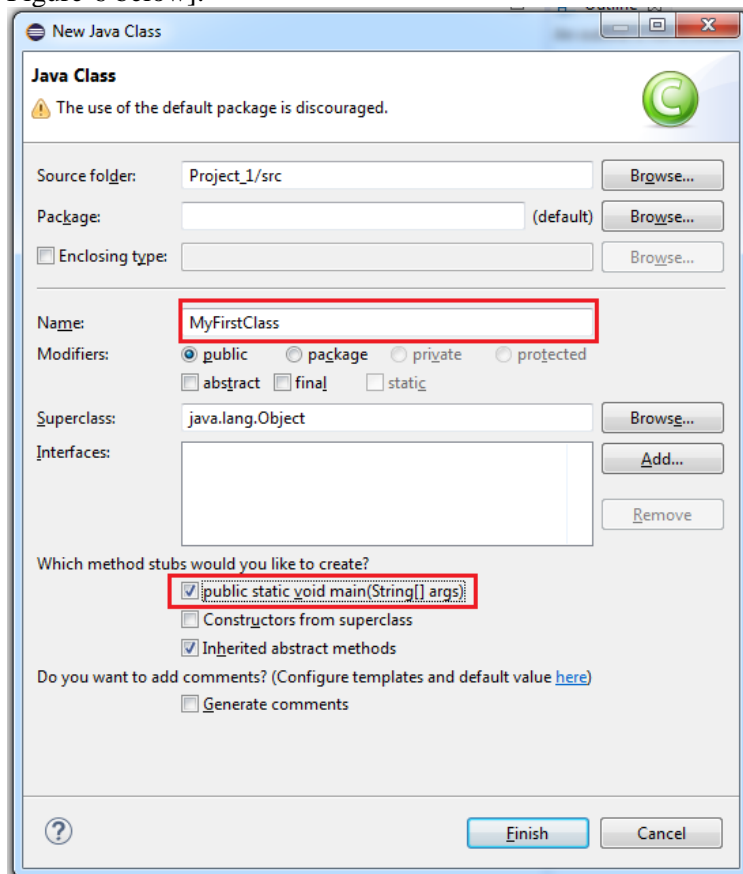 Figure 6 below].
Outline
New Java Class
Java Class
The use of the default package is discouraged.
Source folder: Project_1/src Browse...
Package: (default) Browse...
Enclosing type: Browse...
Name: MyFirstClass
Modifiers: public package private protected
abstract final static
Superclass: java.lang.Object Browse...
Interfaces: Add...
Remove
Which method stubs would you like to create?
public static void main(String[] args)
Constructors from superclass
Inherited abstract methods
Do you want to add comments? (Configure templates and default value here)
Generate comments
? Finish Cancel